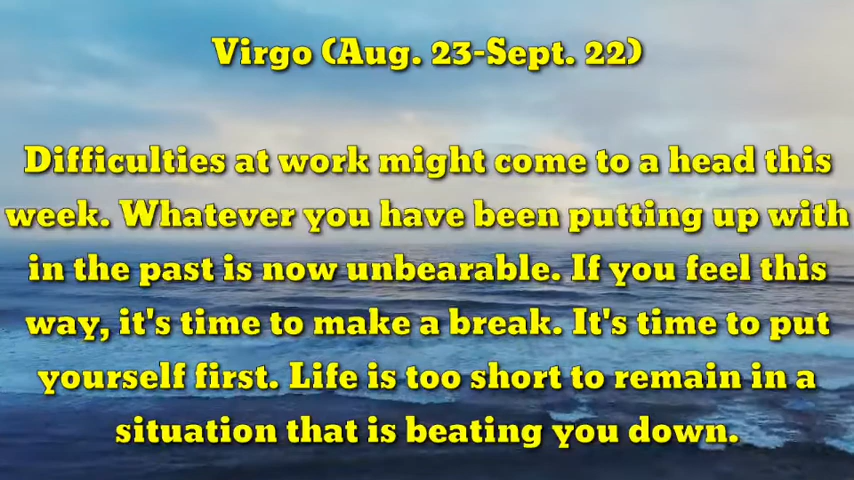 Virgo (Aug. 23-Sept. 22)
Difficulties at work might come to a head this
week. Whatever you have been putting up with
in the past is now unbearable. If you feel this
way, it's time to make a break. It's time to put
yourself first. Life is too short to remain in a
situation that is beating you down.